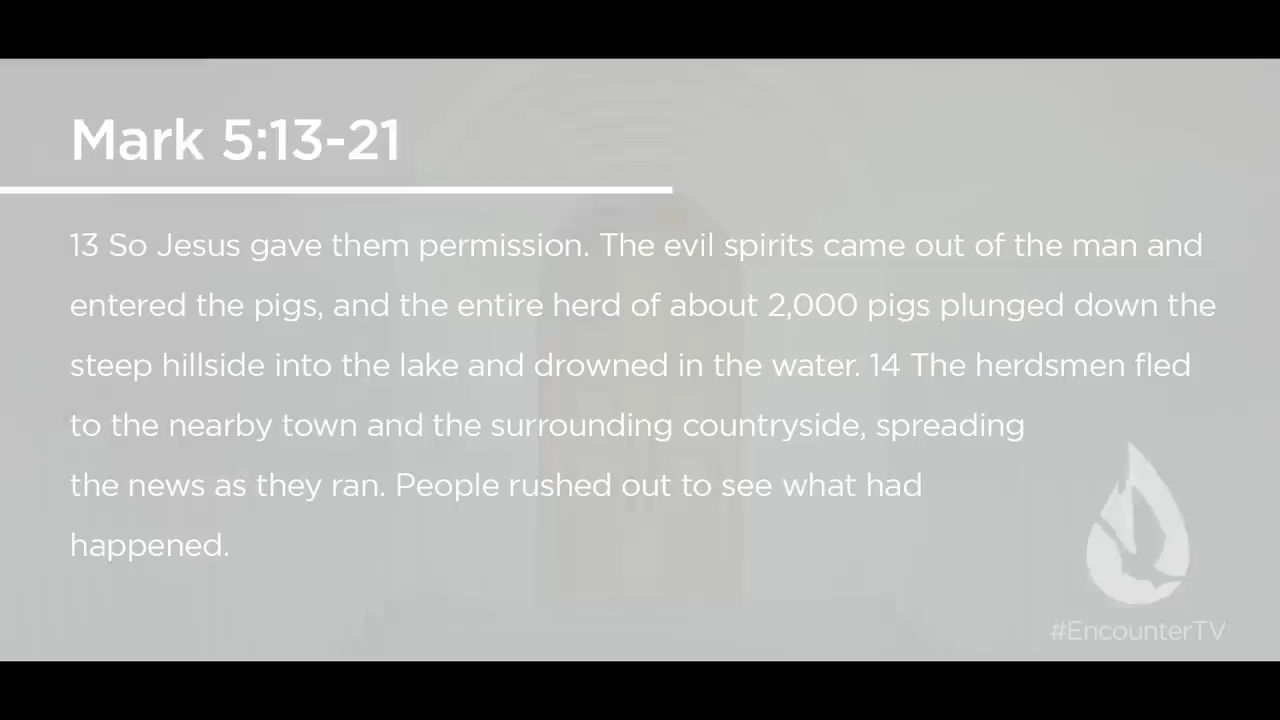 Mark 5:13-21
13 So Jesus gave them permission. The evil spirits came out of the man and
entered the pigs, and the entire herd of about 2,000 pigs plunged down the
steep hillside into the lake and drowned in the water. 14 The herdsmen fled
to the nearby town and the surrounding countryside, spreading
the news as they ran. People rushed out to see what had
happened.
#EncounterTV